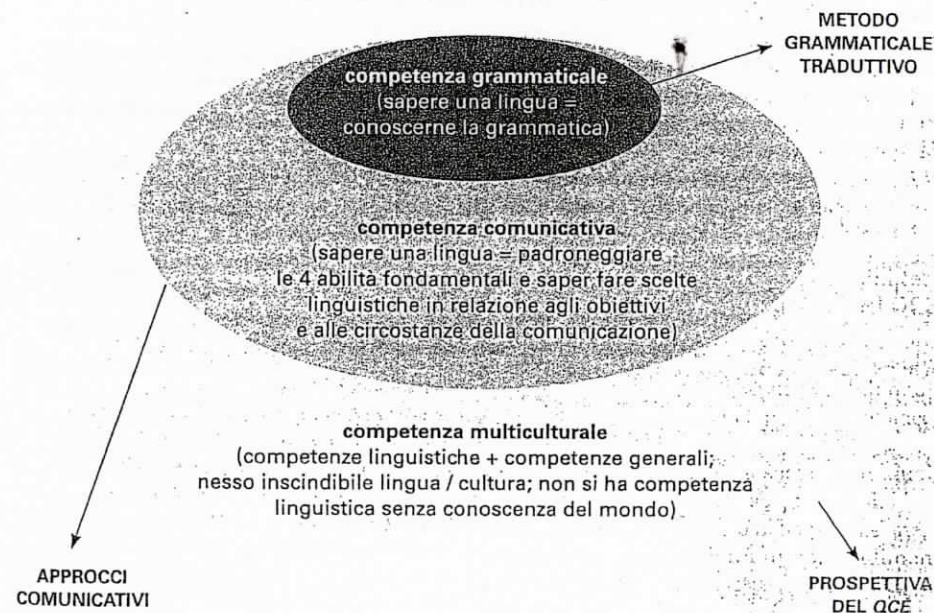 METODO
GRAMMATICALE
TRADUTTIVO
competenza grammaticale
(sapere una lingua =
conoscerne la grammatica)
competenza comunicativa
(sapere una lingua = padroneggiare
le 4 abilità fondamentali e saper fare scelte
linguistiche in relazione agli obiettivi
e alle circostanze della comunicazione)
competenza multiculturale
(competenze linguistiche + competenze generali;
nesso inscindibile lingua / cultura; non si ha competenza
linguistica senza conoscenza del mondo)
APPROCCI
COMUNICATIVI
PROSPETTIVA
DEL QCE